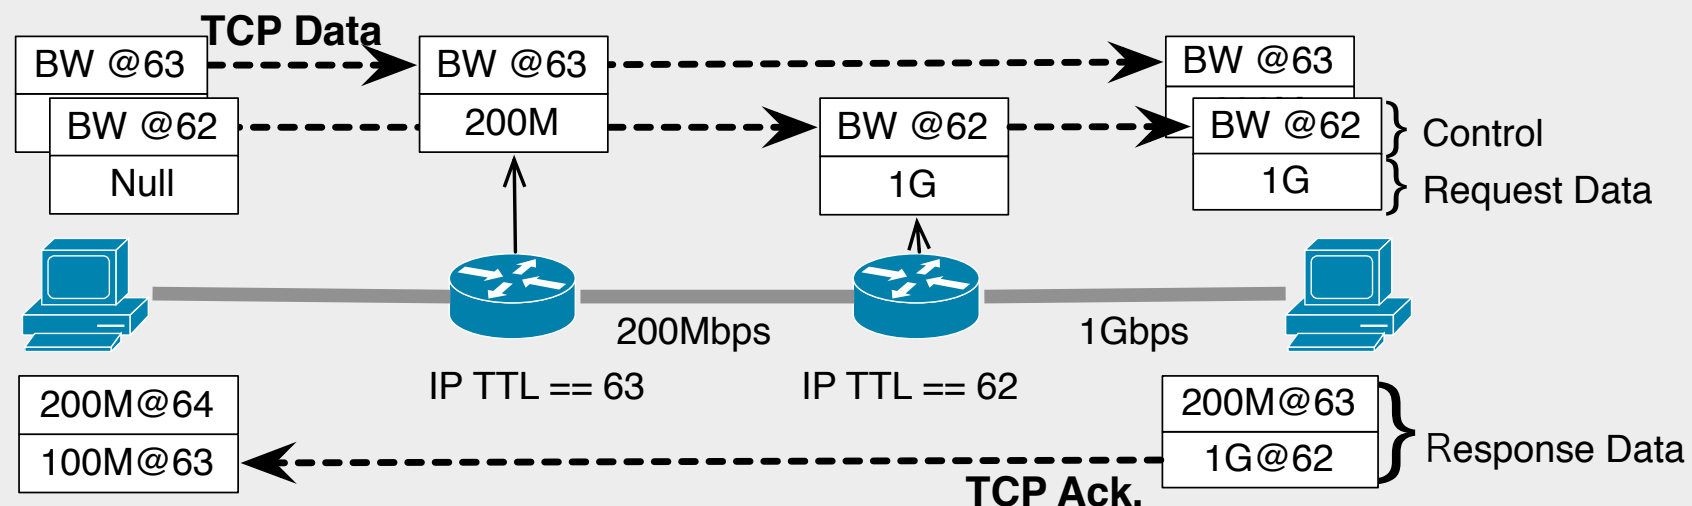 TCP Data
BW @63
BW @63
BW @63
BW @62
200M
BW @62
BW @62
Control
Null
1G
1G
Request Data
200Mbps
1Gbps
IP TTL == 63
IP TTL == 62
200M@64
200M@63
100M@63
1G@62
Response Data
TCP Ack.